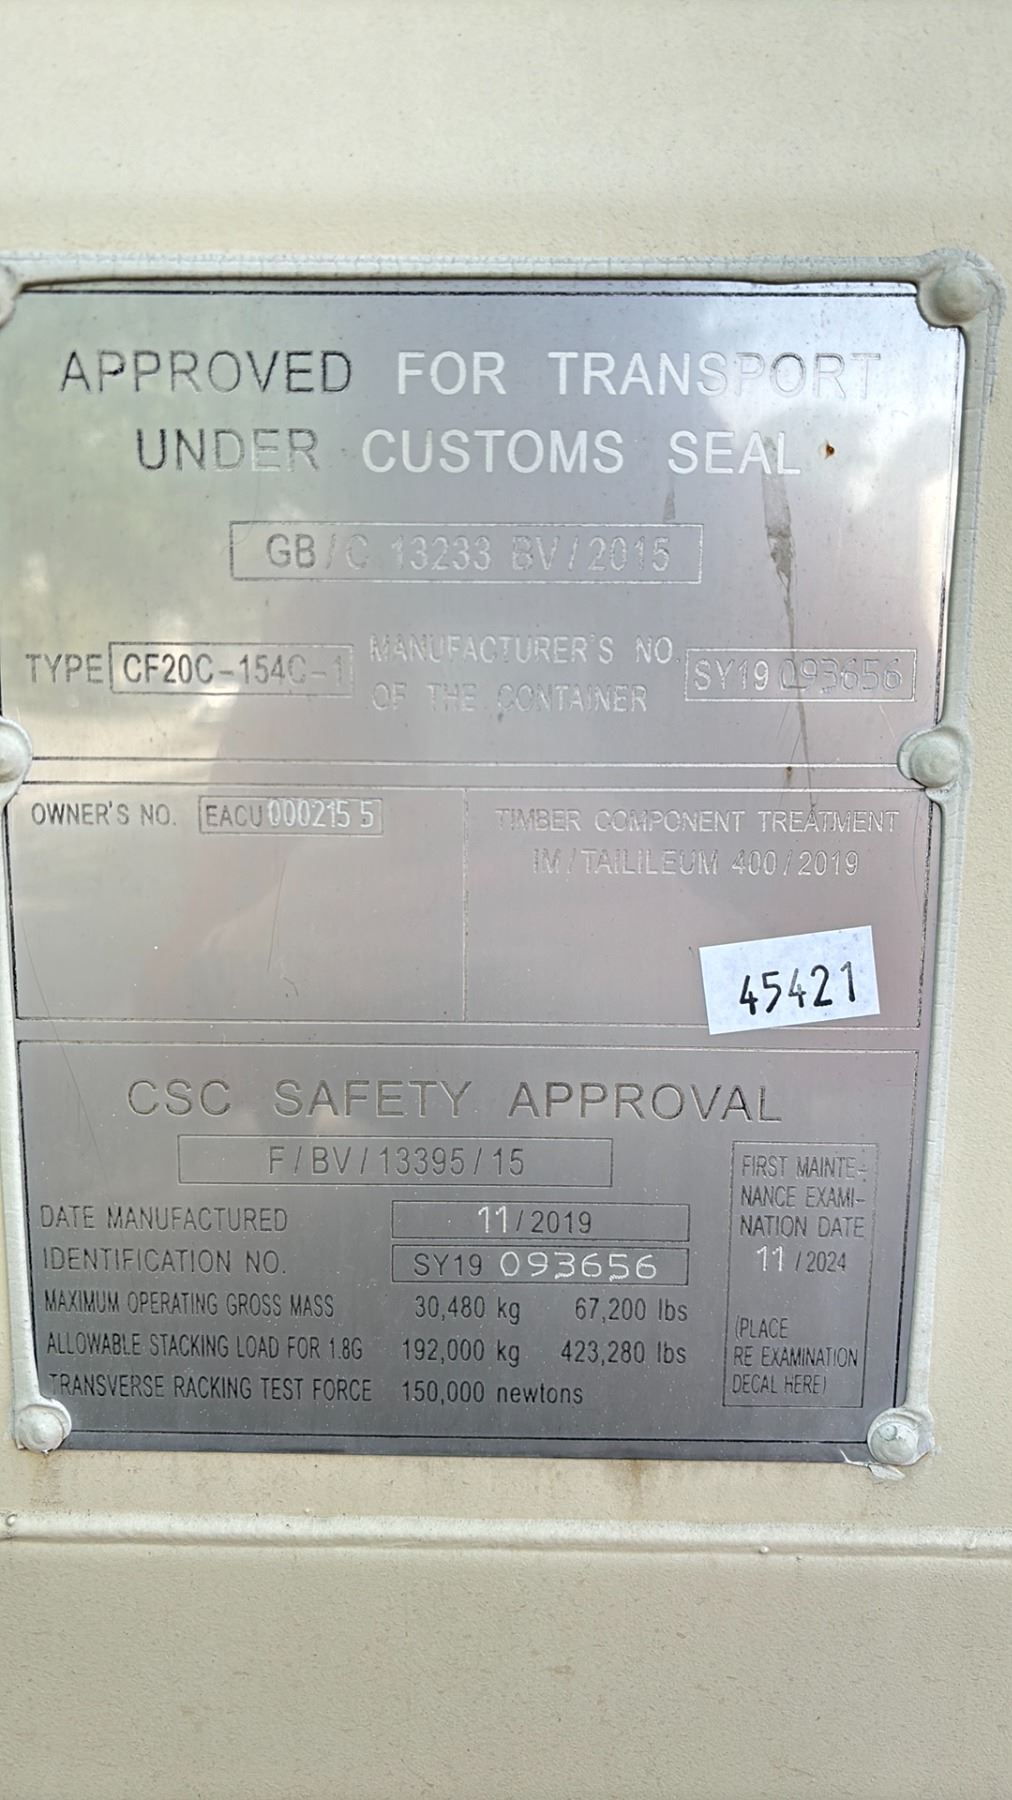 APPROVED FOR TRANSPORT
UNDER CUSTOMS SEAL
GB/C 13233 BV/2015
TYPE CF20C-154C-1
MANUFACTURER'S NO.
OF THE CONTAINER
SY19 093656
OWNER'S NO. EACU 000215 5
TIMBER COMPONENT TREATMENT
IM/TAILILEUM 400/2019
45421
CSC SAFETY APPROVAL
F/BV/13395/15
DATE MANUFACTURED 11/2019
IDENTIFICATION NO. SY19 093656
MAXIMUM OPERATING GROSS MASS 30,480 kg 67,200 lbs
ALLOWABLE STACKING LOAD FOR 1.8G 192,000 kg 423,280 lbs
TRANSVERSE RACKING TEST FORCE 150,000 newtons
FIRST MAINTE-
NANCE EXAMI-
NATION DATE
11/2024
(PLACE
RE EXAMINATION
DECAL HERE)